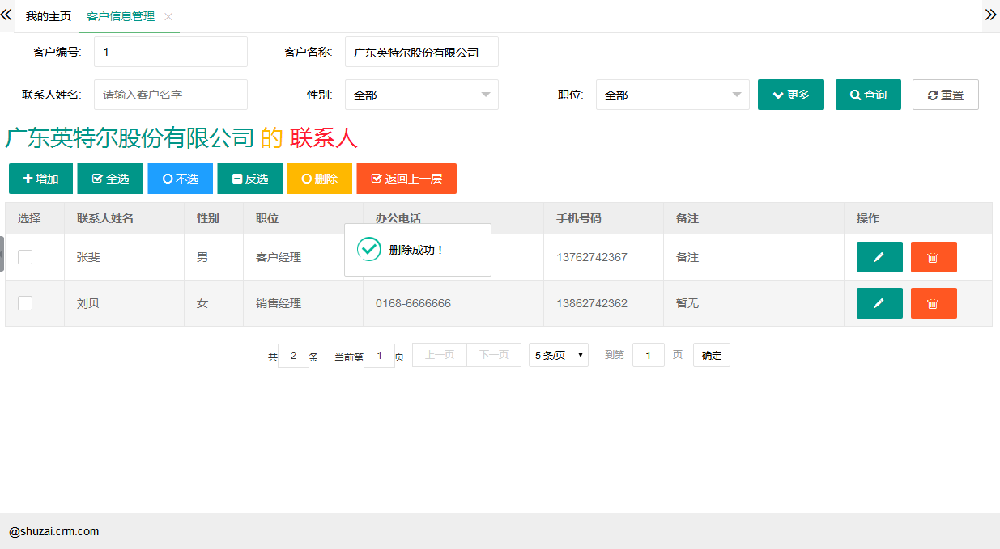 我的主页 客户信息管理
客户编号: 1 客户名称: 广东英特尔股份有限公司
联系人姓名: 请输入客户名字 性别: 全部 职位: 全部 更多 查询 重置
广东英特尔股份有限公司 的 联系人
增加 全选 不选 反选 删除 返回上一层
选择 联系人姓名 性别 职位 办公电话 手机号码 备注 操作
删除成功！
张斐 男 客户经理 13762742367 备注
刘贝 女 销售经理 0168-6666666 13862742362 暂无
共 2 条 当前第 1 页 上一页 下一页 5 条/页 到第 1 页 确定
@shuzai.crm.com